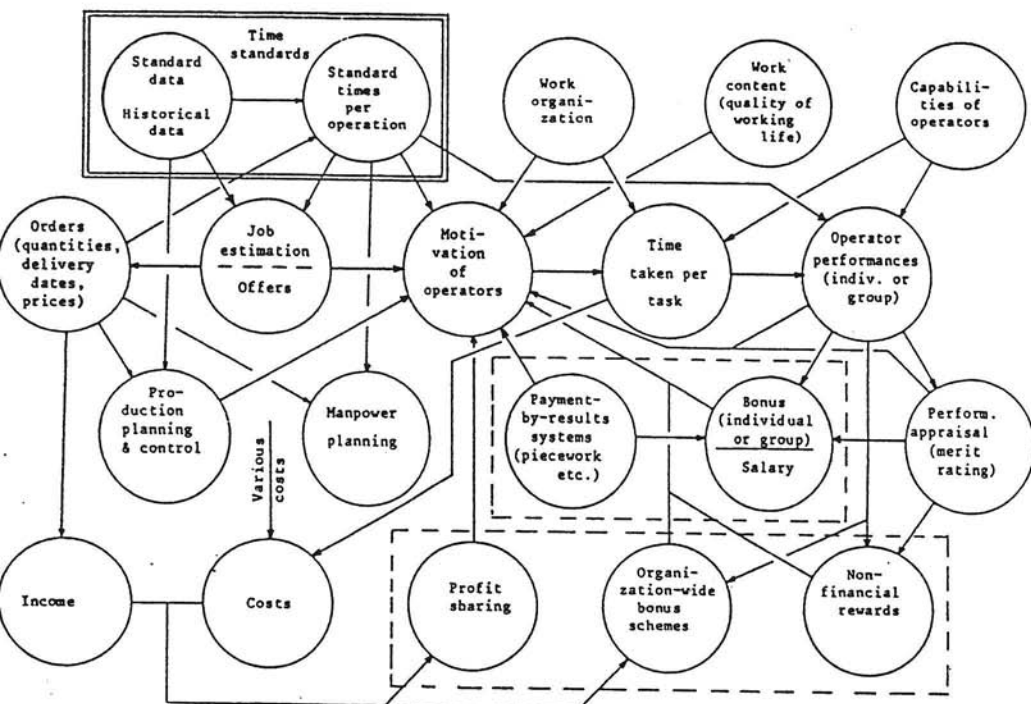 Time
standards
Standard
data
Historical
data
Standard
times
per
operation
Work
organi-
zation
Work
content
(quality of
working
life)
Capabili-
ties of
operators
Orders
(quantities,
delivery
dates,
prices)
Job
estimation
Offers
Moti-
vation
of
operators
Time
taken per
task
Operator
performances
(indiv. or
group)
Pro-
duction
planning
& control
Manpower
planning
Payment-
by-results
systems
(piecework
etc.)
Bonus
(individual
or group)
Salary
Perform.
appraisal
(merit
rating)
Various
costs
Income
Costs
Profit
sharing
Organi-
zation-wide
bonus
schemes
Non-
financial
rewards